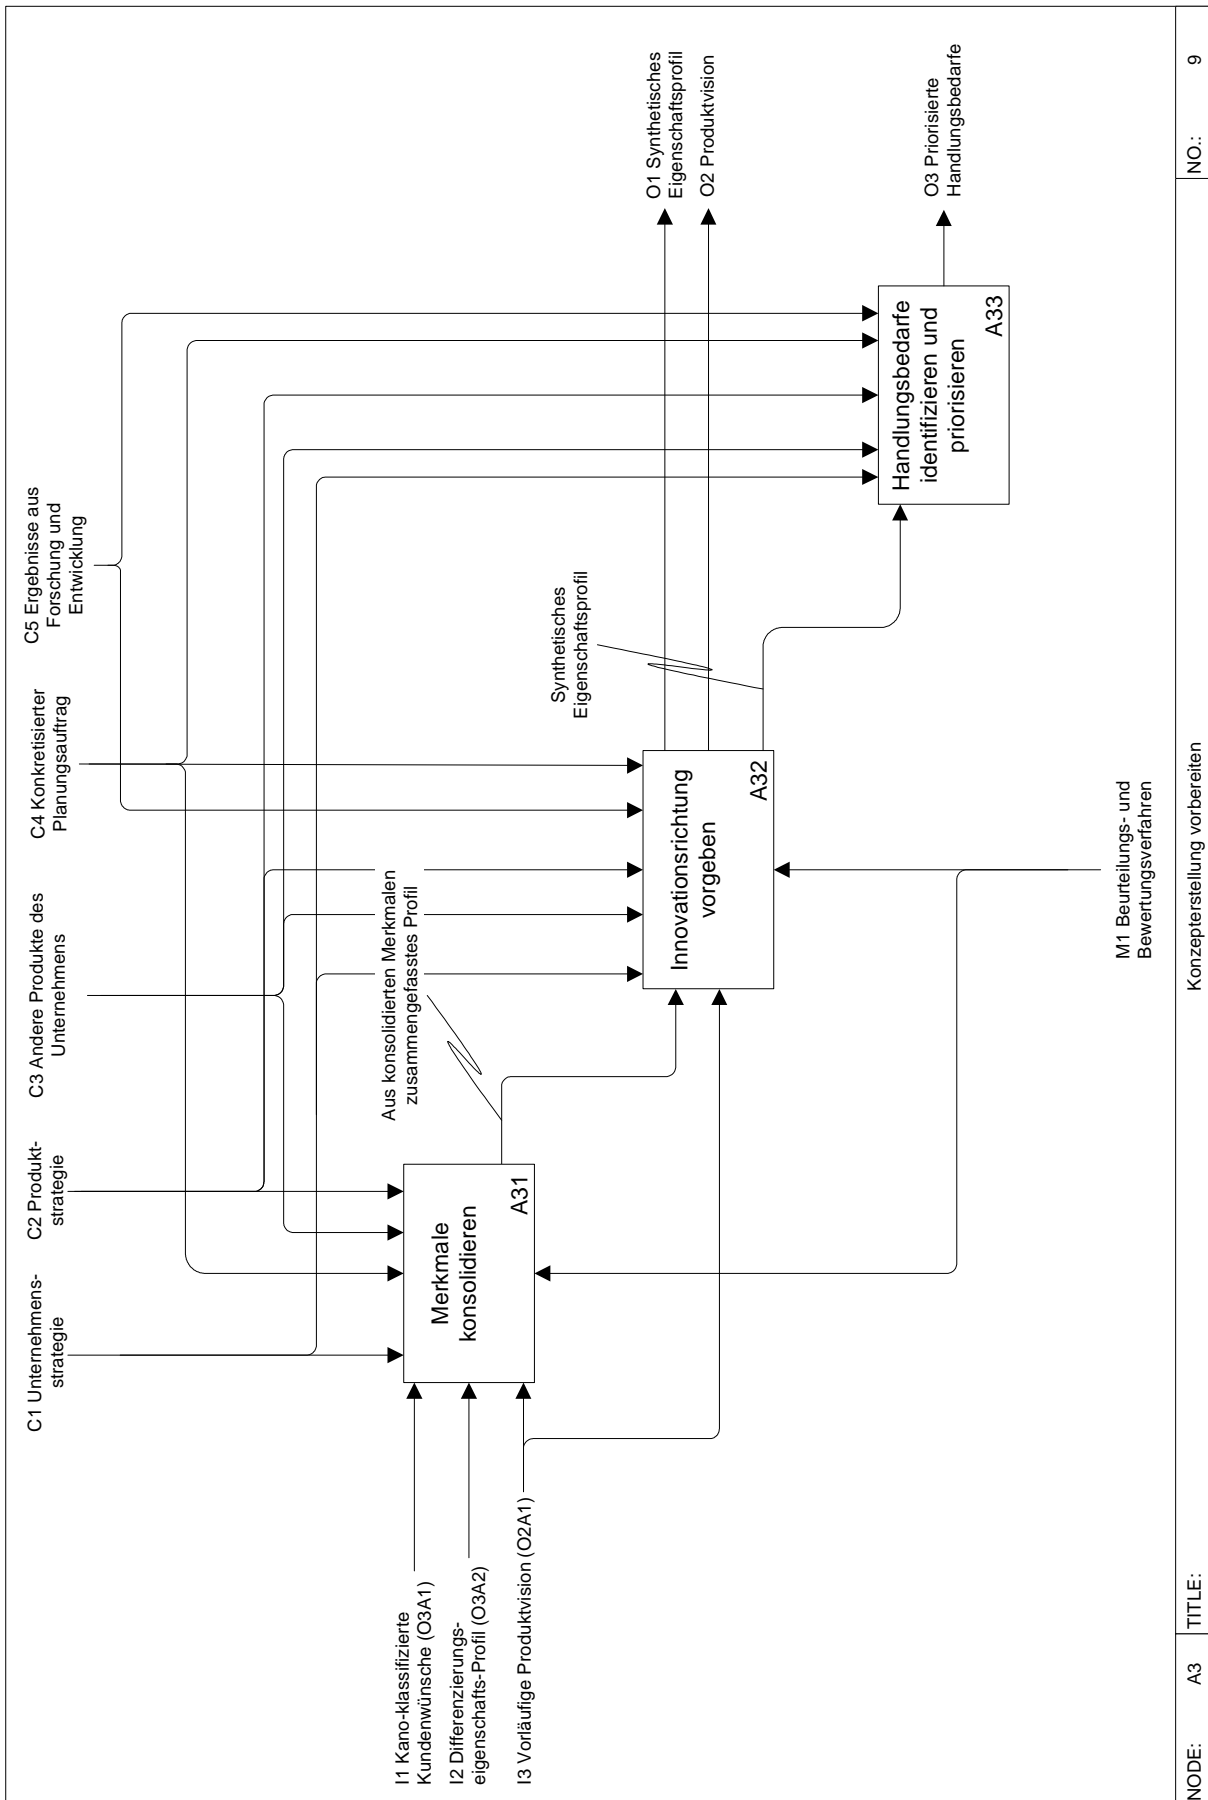 C1 Unternehmens-
strategie
C2 Produkt-
strategie
C3 Andere Produkte des
Unternehmens
C4 Konkretisierter
Planungsauftrag
C5 Ergebnisse aus
Forschung und
Entwicklung
I1 Kano-klassifizierte
Kundenwünsche (O3A1)
I2 Differenzierungs-
eigenschafts-Profil (O3A2)
I3 Vorläufige Produktvision (O2A1)
Merkmale
konsolidieren
A31
Aus konsolidierten Merkmalen
zusammengefasstes Profil
Innovationsrichtung
vorgeben
A32
Synthetisches
Eigenschaftsprofil
Handlungsbedarfe
identifizieren und
priorisieren
A33
O1 Synthetisches
Eigenschaftsprofil
O2 Produktvision
O3 Priorisierte
Handlungsbedarfe
M1 Beurteilungs- und
Bewertungsverfahren
NODE: A3 TITLE: Konzepterstellung vorbereiten NO.: 9